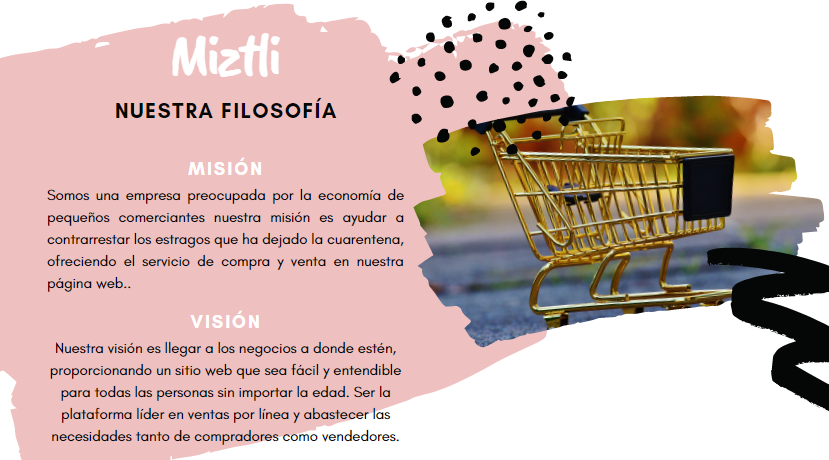 Miztli
NUESTRA FILOSOFÍA
MISIÓN
Somos una empresa preocupada por la economía de
pequeños comerciantes nuestra misión es ayudar a
contrarrestar los estragos que ha dejado la cuarentena,
ofreciendo el servicio de compra y venta en nuestra
página web..
VISIÓN
Nuestra visión es llegar a los negocios a donde estén,
proporcionando un sitio web que sea fácil y entendible
para todas las personas sin importar la edad. Ser la
plataforma líder en ventas por línea y abastecer las
necesidades tanto de compradores como vendedores.